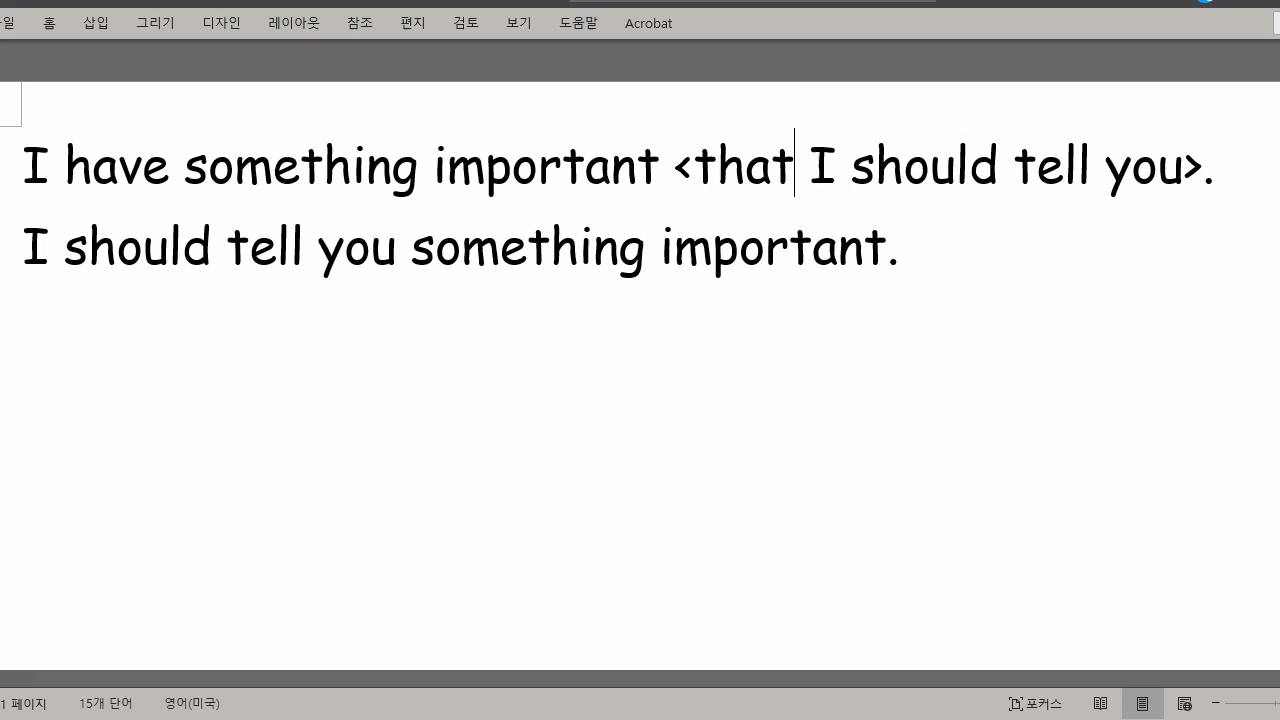 일 홈 삽입 그리기 디자인 레이아웃 참조 편지 검토 보기 도움말 Acrobat
I have something important <that I should tell you>.
I should tell you something important.
1 페이지 15개 단어 영어(미국) 포커스